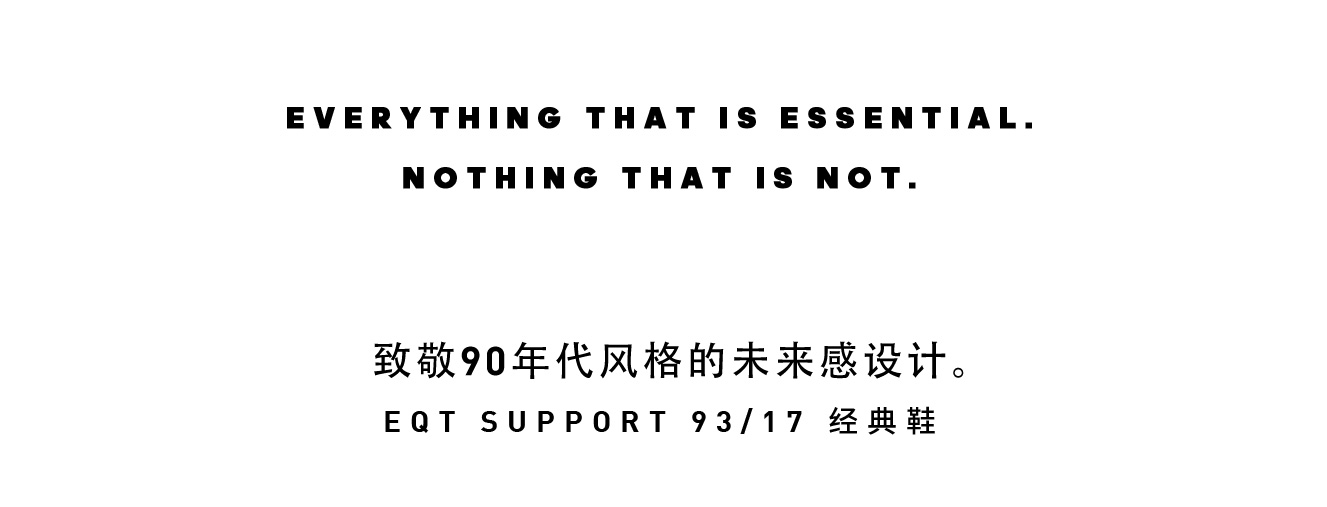 EVERYTHING THAT IS ESSENTIAL.
NOTHING THAT IS NOT.
致敬90年代风格的未来感设计。
EQT SUPPORT 93/17 经典鞋